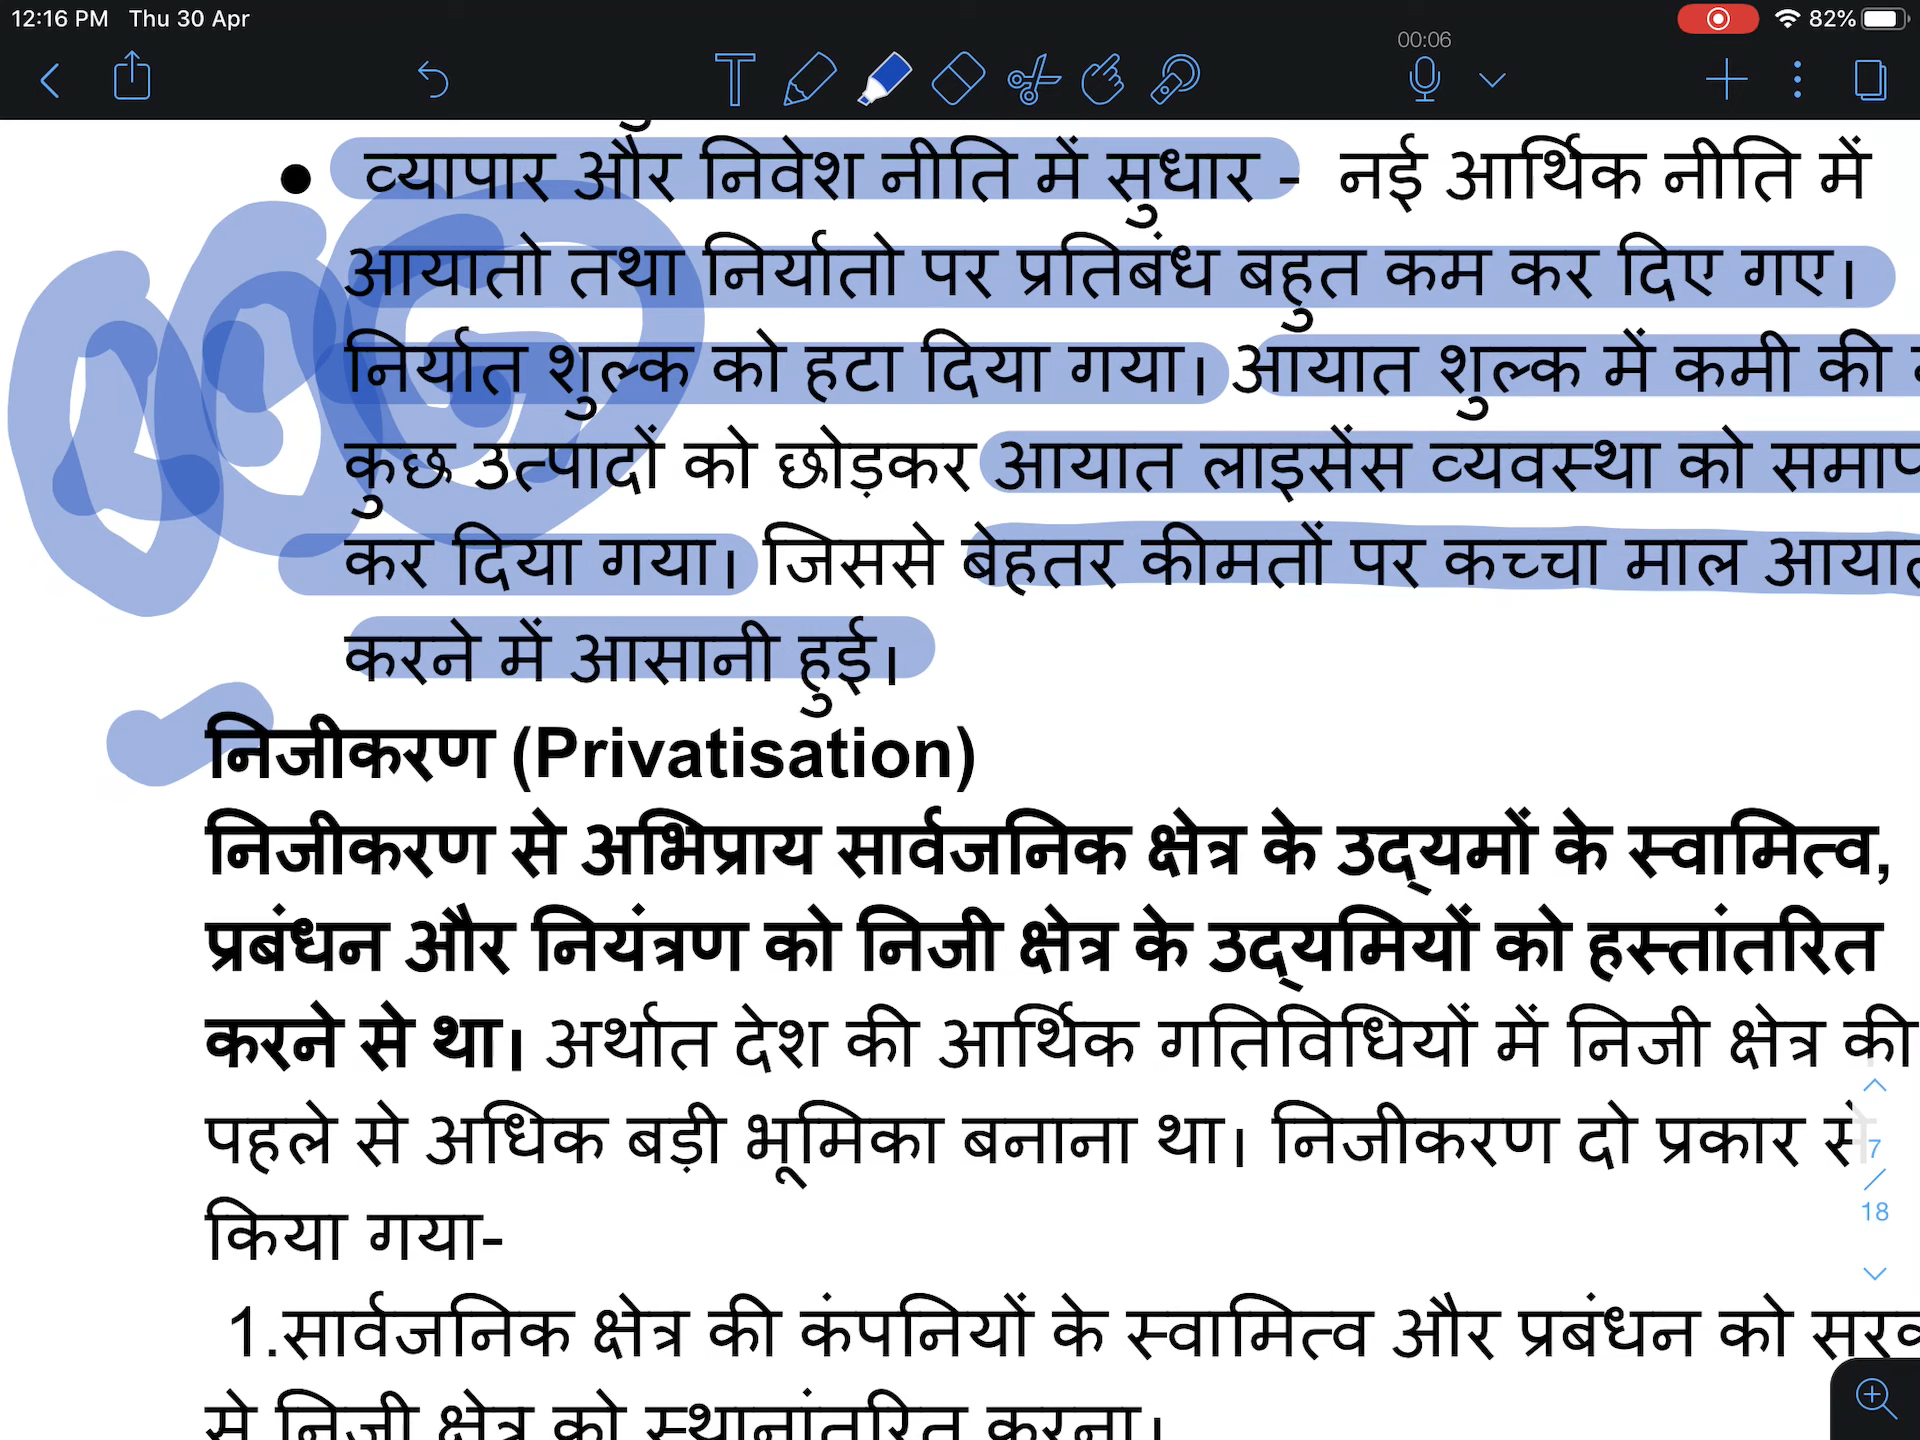 12:16 PM Thu 30 Apr
82%
00:06
• व्यापार और निवेश नीति में सुधार - नई आर्थिक नीति में
आयातो तथा निर्यातो पर प्रतिबंध बहुत कम कर दिए गए।
निर्यात शुल्क को हटा दिया गया। आयात शुल्क में कमी की
कुछ उत्पादों को छोड़कर आयात लाइसेंस व्यवस्था को
कर दिया गया। जिससे बेहतर कीमतों पर कच्चा माल
करने में आसानी हुई।
निजीकरण (Privatisation)
निजीकरण से अभिप्राय सार्वजनिक क्षेत्र के उद्यमों के स्वामित्व,
प्रबंधन और नियंत्रण को निजी क्षेत्र के उद्यमियों को हस्तांतरित
करने से था। अर्थात देश की आर्थिक गतिविधियों में निजी क्षेत्र की
पहले से अधिक बड़ी भूमिका बनाना था। निजीकरण दो प्रकार से
किया गया-
1.सार्वजनिक क्षेत्र की कंपनियों के स्वामित्व और प्रबंधन को
से निजी क्षेत्र को स्थानांतरित करना।
7
/
18